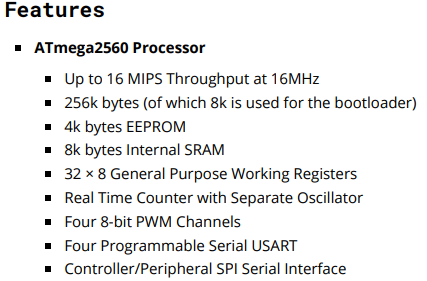 Features
ATmega2560 Processor
Up to 16 MIPS Throughput at 16MHz
256k bytes (of which 8k is used for the bootloader)
4k bytes EEPROM
8k bytes Internal SRAM
32 × 8 General Purpose Working Registers
Real Time Counter with Separate Oscillator
Four 8-bit PWM Channels
Four Programmable Serial USART
Controller/Peripheral SPI Serial Interface